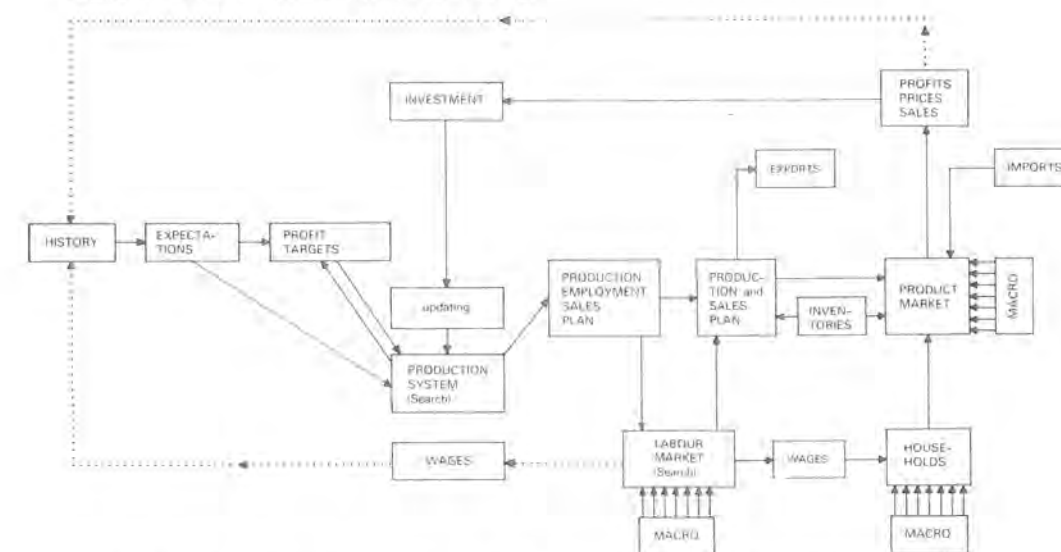 PROFITS
PRICES
SALES
INVESTMENT
EXPORTS
IMPORTS
HISTORY
EXPECTA-
TIONS
PROFIT
TARGETS
PRODUCTION
EMPLOYMENT
SALES
PLAN
PRODUC-
TION and
SALES
PLAN
INVEN-
TORIES
PRODUCT
MARKET
MACRO
updating
PRODUCTION
SYSTEM
(Search)
WAGES
LABOUR
MARKET
(Search)
WAGES
HOUSE-
HOLDS
MACRO
MACRO